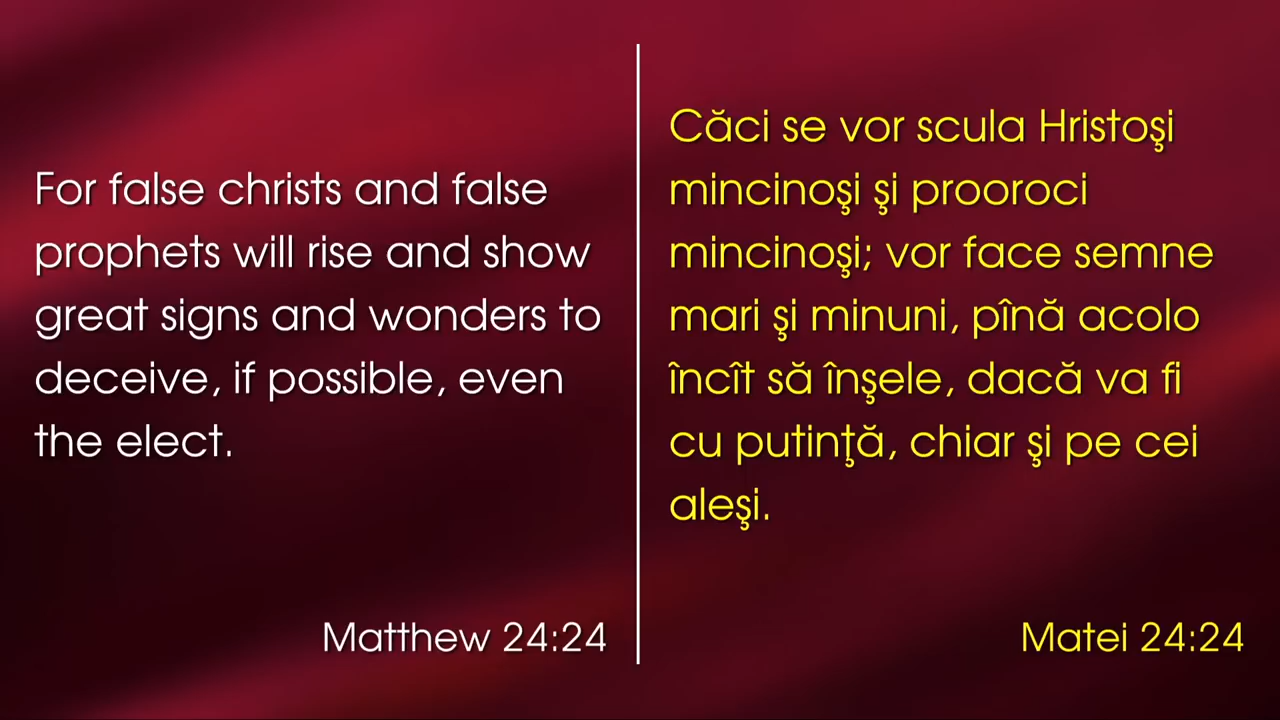 For false christs and false
prophets will rise and show
great signs and wonders to
deceive, if possible, even
the elect.
Matthew 24:24
Căci se vor scula Hristoşi
mincinoşi şi prooroci
mincinoşi; vor face semne
mari şi minuni, pînă acolo
încît să înşele, dacă va fi
cu putinţă, chiar şi pe cei
aleşi.
Matei 24:24